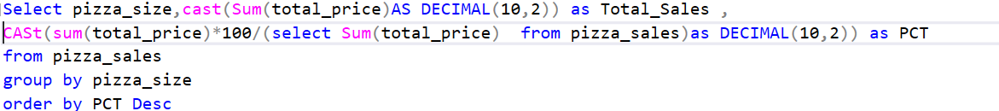 Select pizza_size,cast(Sum(total_price)AS DECIMAL(10,2)) as Total_Sales ,
CASt(sum(total_price)*100/(select Sum(total_price)  from pizza_sales)as DECIMAL(10,2)) as PCT
from pizza_sales
group by pizza_size
order by PCT Desc